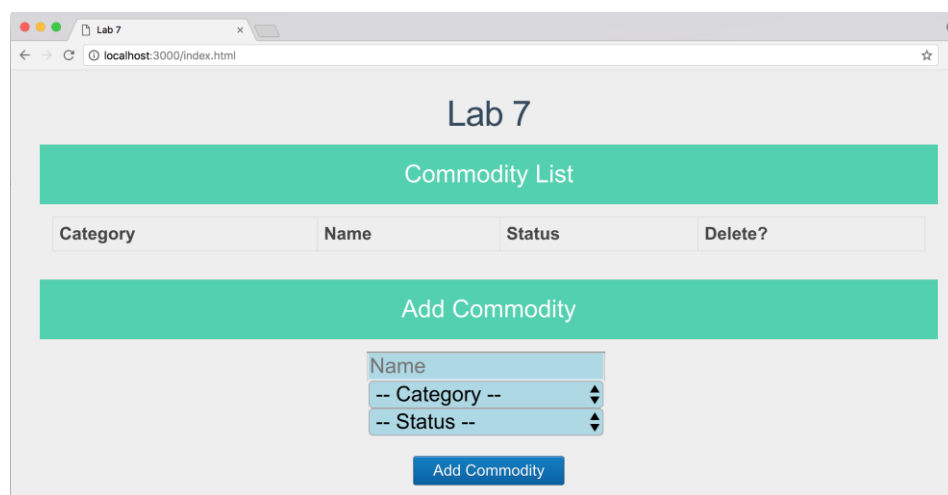 Lab 7
localhost:3000/index.html
Lab 7
Commodity List
Category Name Status Delete?
Add Commodity
Name
-- Category --
-- Status --
Add Commodity